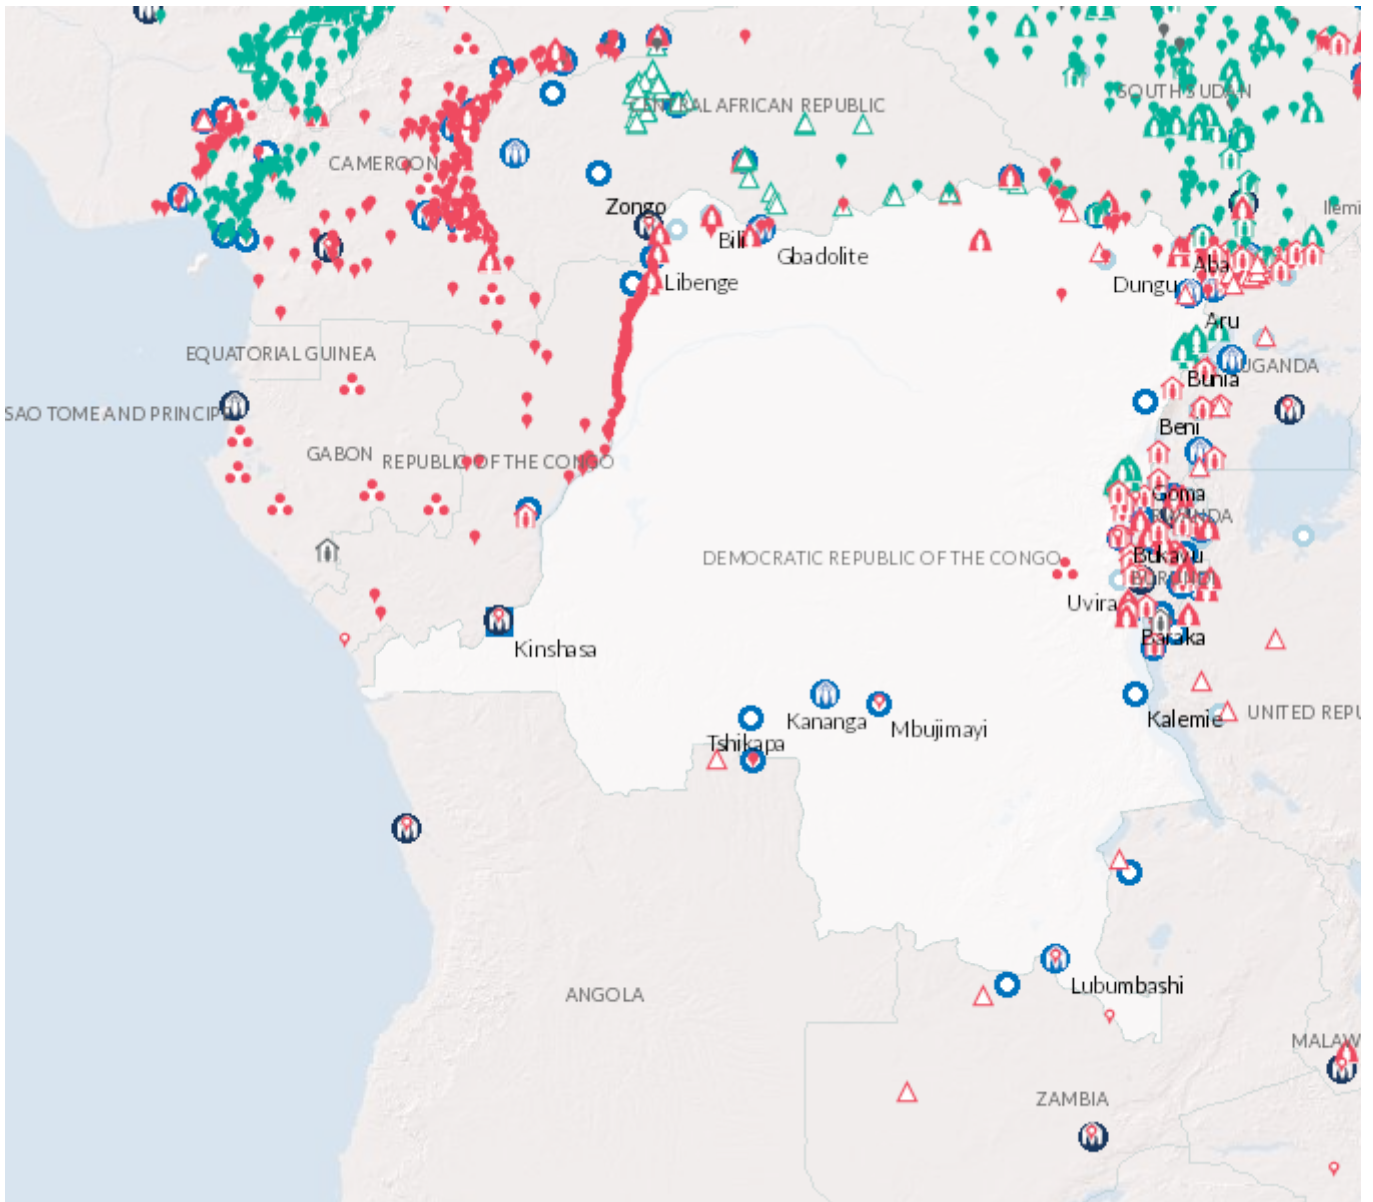 SOUTH SUDAN
CENTRAL AFRICAN REPUBLIC
CAMEROON
Zongo
Ilemi
Bili
Gbadolite
Aba
Libenge
Dungu
Aru
EQUATORIAL GUINEA
UGANDA
Bunia
SAO TOME AND PRINCIPE
Beni
GABON
REPUBLIC OF THE CONGO
Goma
RWANDA
DEMOCRATIC REPUBLIC OF THE CONGO
Bukavu
BURUNDI
Uvira
Baraka
Kinshasa
Kananga
Kalemie
UNITED REPU
Mbujimayi
Tshikapa
Lubumbashi
ANGOLA
MALAW
ZAMBIA